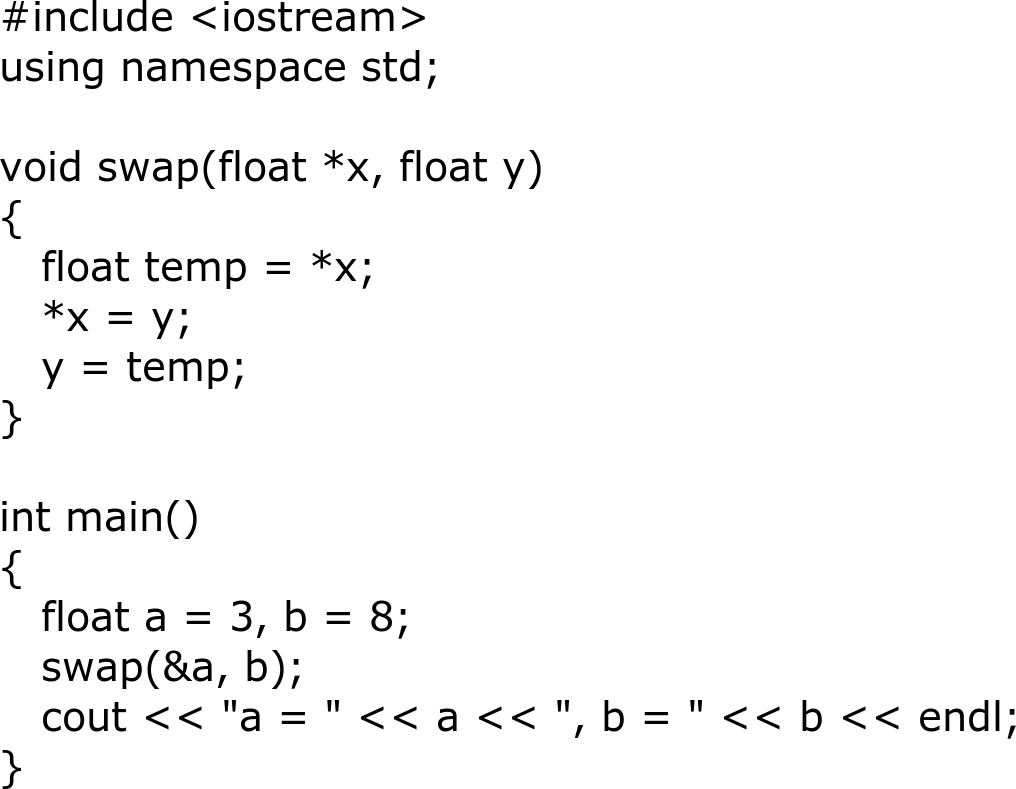 #include <iostream>
using namespace std;

void swap(float *x, float y)
{
   float temp = *x;
   *x = y;
   y = temp;
}

int main()
{
   float a = 3, b = 8;
   swap(&a, b);
   cout << "a = " << a << ", b = " << b << endl;
}